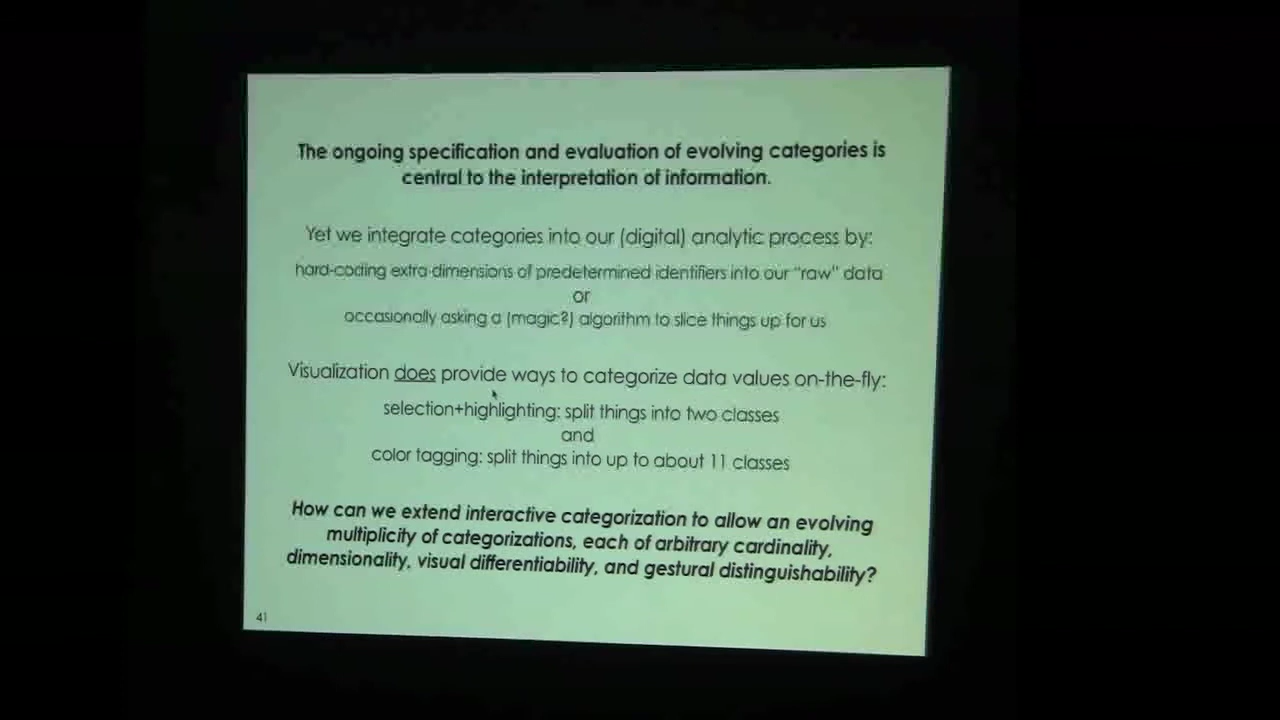 The ongoing specification and evaluation of evolving categories is
central to the interpretation of information.
Yet we integrate categories into our (digital) analytic process by:
hard-coding extra dimensions of predetermined identifiers into our "raw" data
or
occasionally asking a (magic?) algorithm to slice things up for us
Visualization does provide ways to categorize data values on-the-fly:
selection+highlighting: split things into two classes
and
color tagging: split things into up to about 11 classes
How can we extend interactive categorization to allow an evolving
multiplicity of categorizations, each of arbitrary cardinality,
dimensionality, visual differentiability, and gestural distinguishability?
41